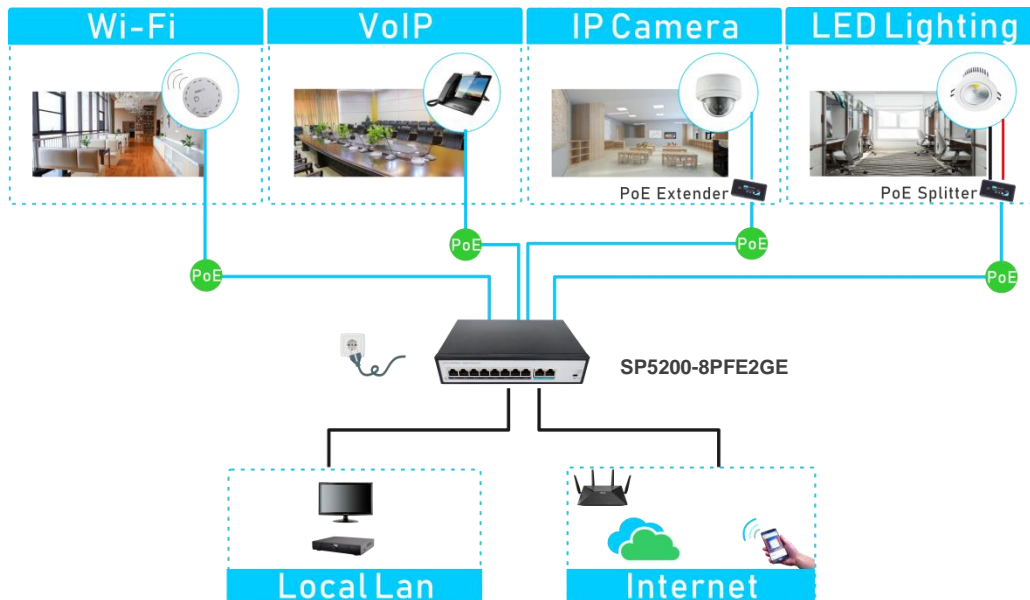 Wi-Fi
VoIP
IP Camera
LED Lighting
PoE Extender
PoE Splitter
PoE
PoE
PoE
PoE
SP5200-8PFE2GE
Local Lan
Internet